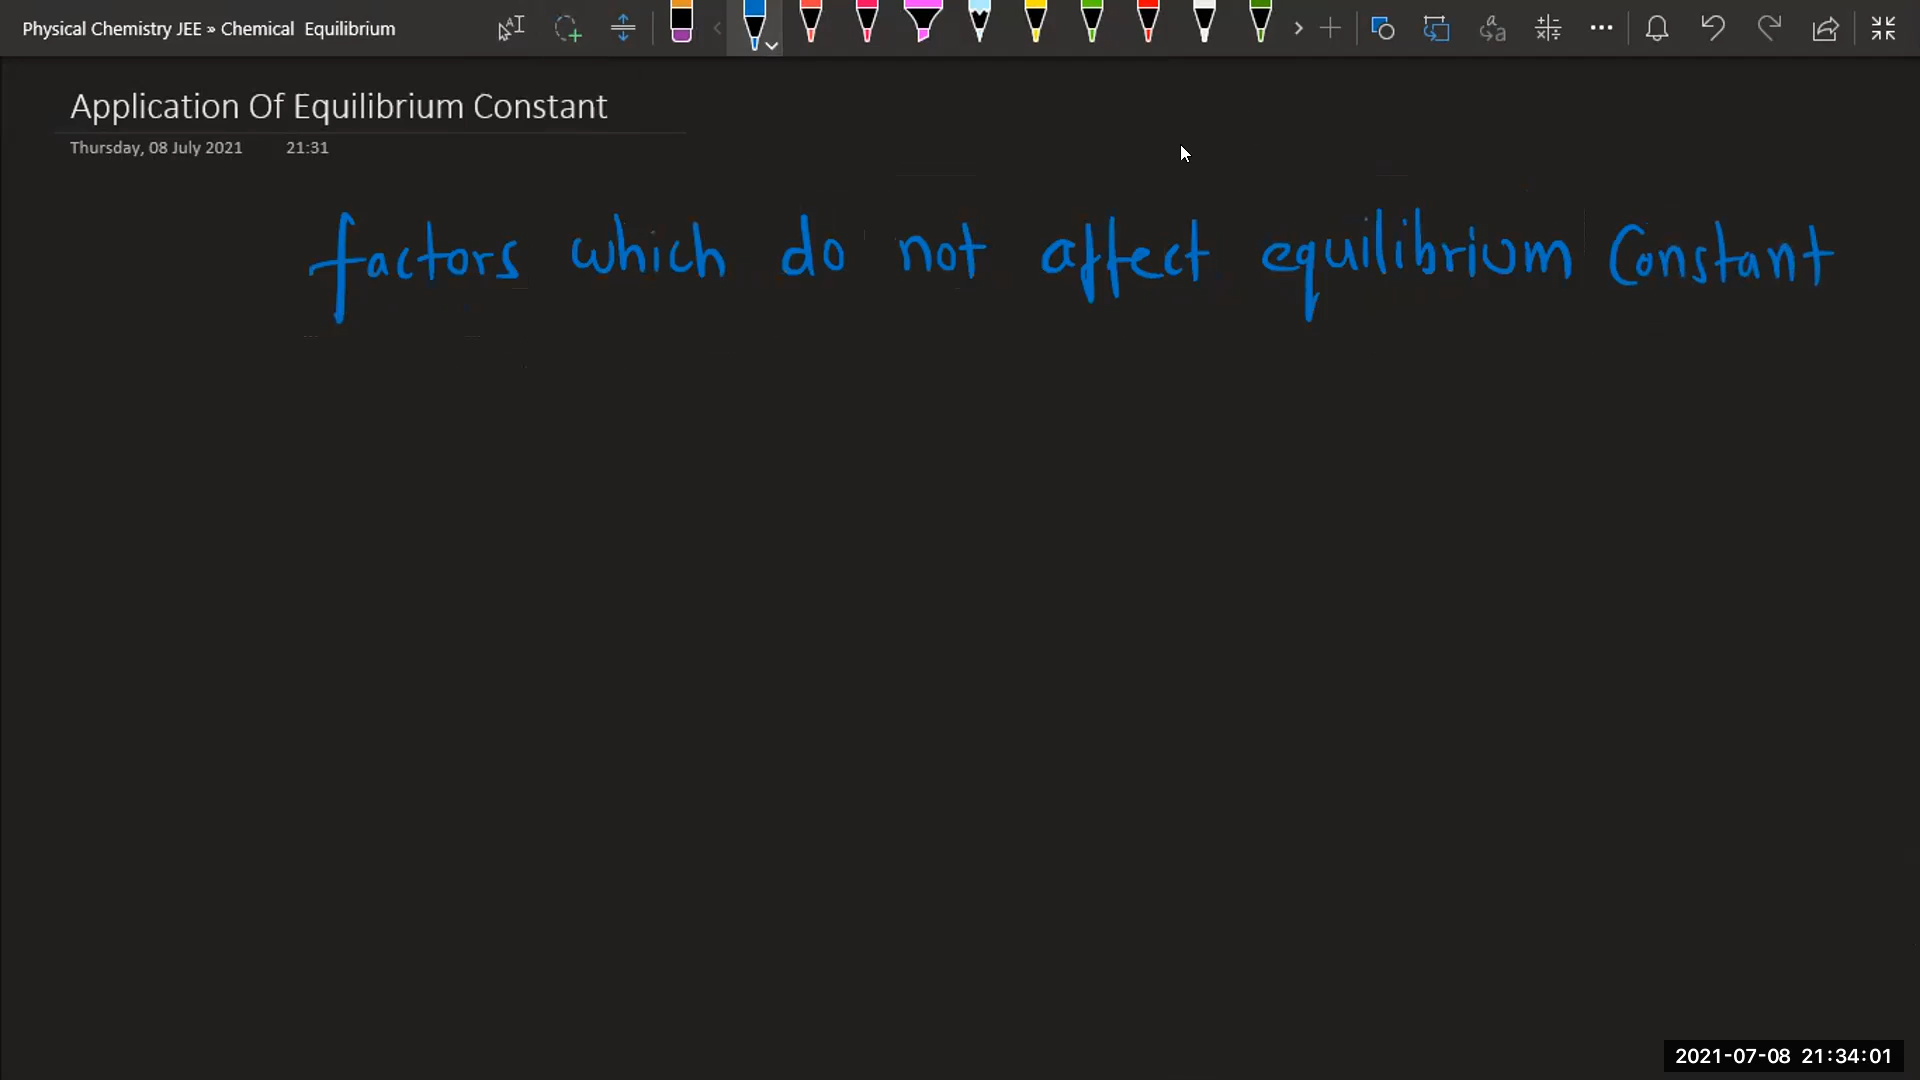 Physical Chemistry JEE » Chemical Equilibrium
Application Of Equilibrium Constant
Thursday, 08 July 2021 21:31
factors which do not affect equilibrium Constant
2021-07-08 21:34:01